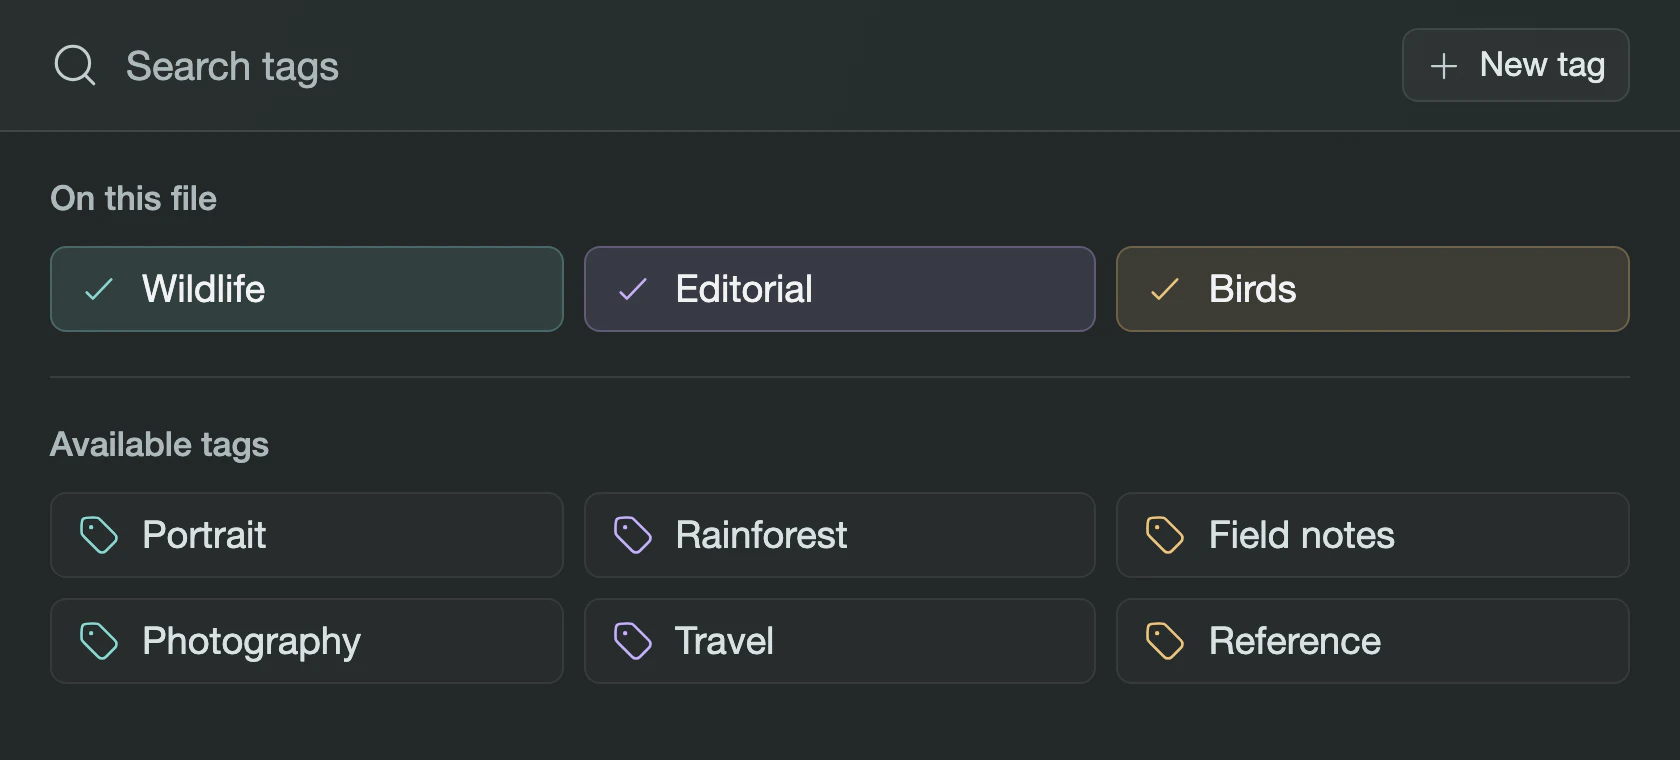 Search tags
New tag
On this file
Wildlife
Editorial
Birds
Available tags
Portrait
Rainforest
Field notes
Photography
Travel
Reference